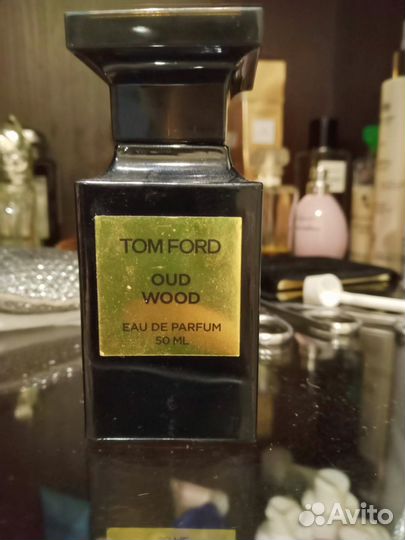 TOM FORD
OUD
WOOD
EAU DE PARFUM
50 ML
Avito